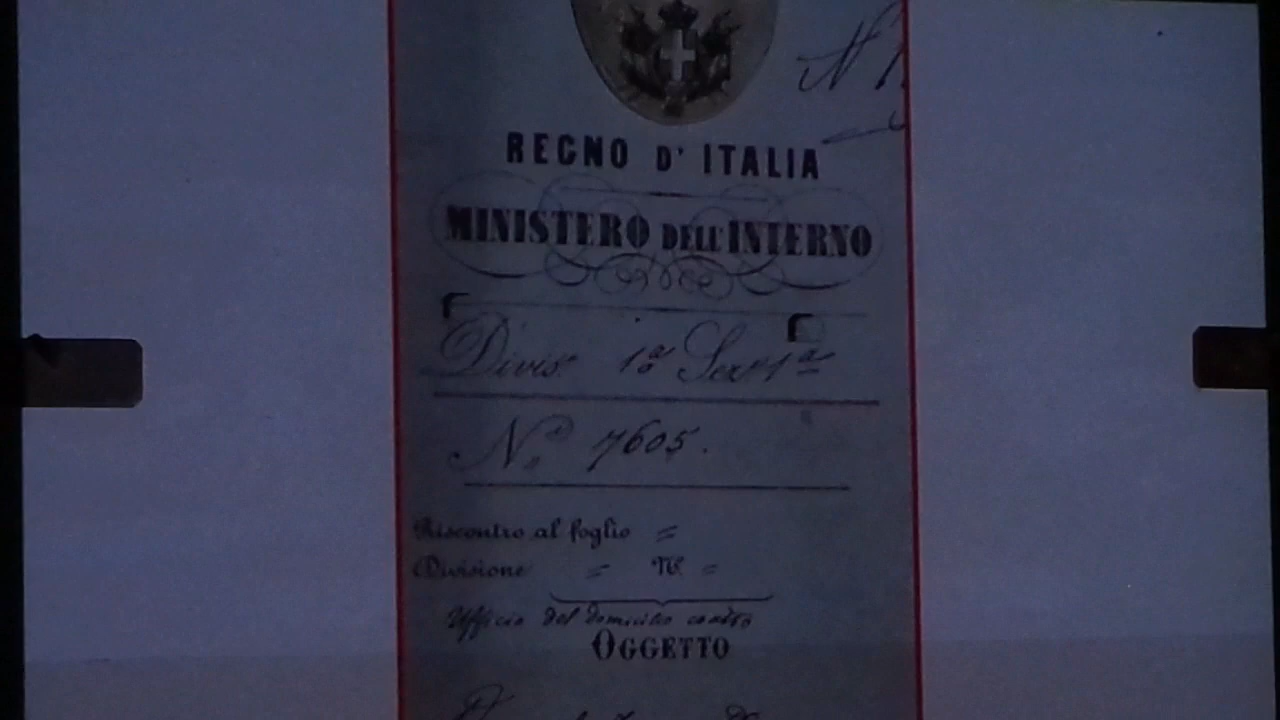 N 1
REGNO D' ITALIA
MINISTERO DELL' INTERNO
Divis.e 1ª Sez.e 1ª
N.º 7605.
Riscontro al foglio =
Divisione = N. =
Ufficio del domicilio coatto
OGGETTO